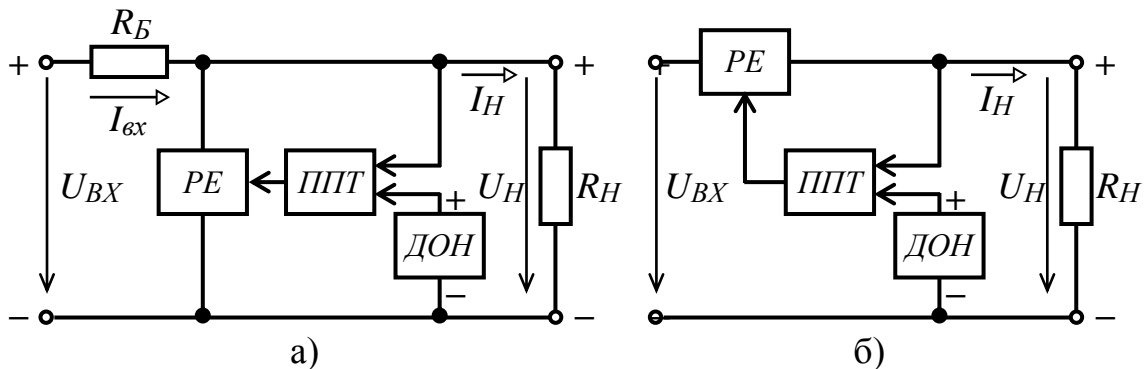 R_Б
+
+
I_вх
I_Н
U_ВХ
РЕ
ППТ
U_Н
R_Н
+
ДОН
−
−
−
а)
РЕ
+
+
I_Н
U_ВХ
ППТ
U_Н
R_Н
+
ДОН
−
−
−
б)